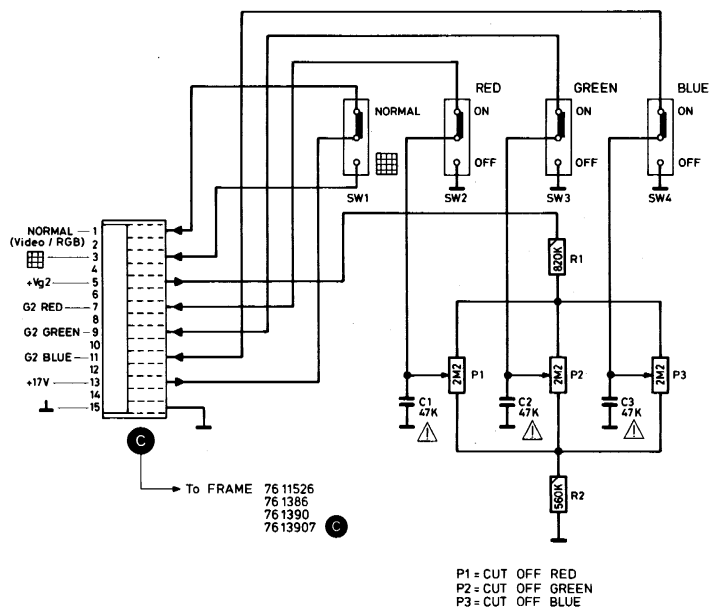 RED GREEN BLUE
NORMAL ON ON ON
OFF OFF OFF
SW1 SW2 SW3 SW4
NORMAL 1
(Video / RGB) 2
3
4
+Vg2 5
6
G2 RED 7
8
G2 GREEN 9
10
G2 BLUE 11
12
+17V 13
14
15
820K R1
2M2 P1 2M2 P2 2M2 P3
C1 C2 C3
47K 47K 47K
560K R2
C
To FRAME 76 11526
76 1386
76 1390
76 13907 C
P1 = CUT OFF RED
P2 = CUT OFF GREEN
P3 = CUT OFF BLUE